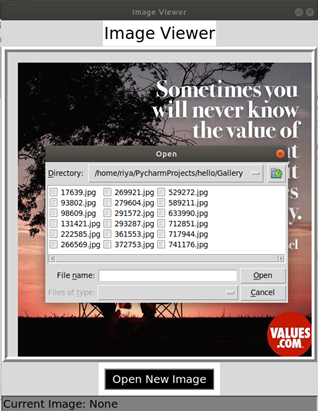 Image Viewer
Image Viewer
Sometimes you
will never know
the value of
Open
Directory: /home/riya/PycharmProjects/hello/Gallery
17639.jpg 269921.jpg 529272.jpg
93802.jpg 279604.jpg 589211.jpg
98609.jpg 291572.jpg 633990.jpg
131421.jpg 293287.jpg 712851.jpg
222585.jpg 361553.jpg 717944.jpg
266569.jpg 372753.jpg 741176.jpg
File name: Open
Files of type: Cancel
VALUES
.COM.
Open New Image
Current Image: None